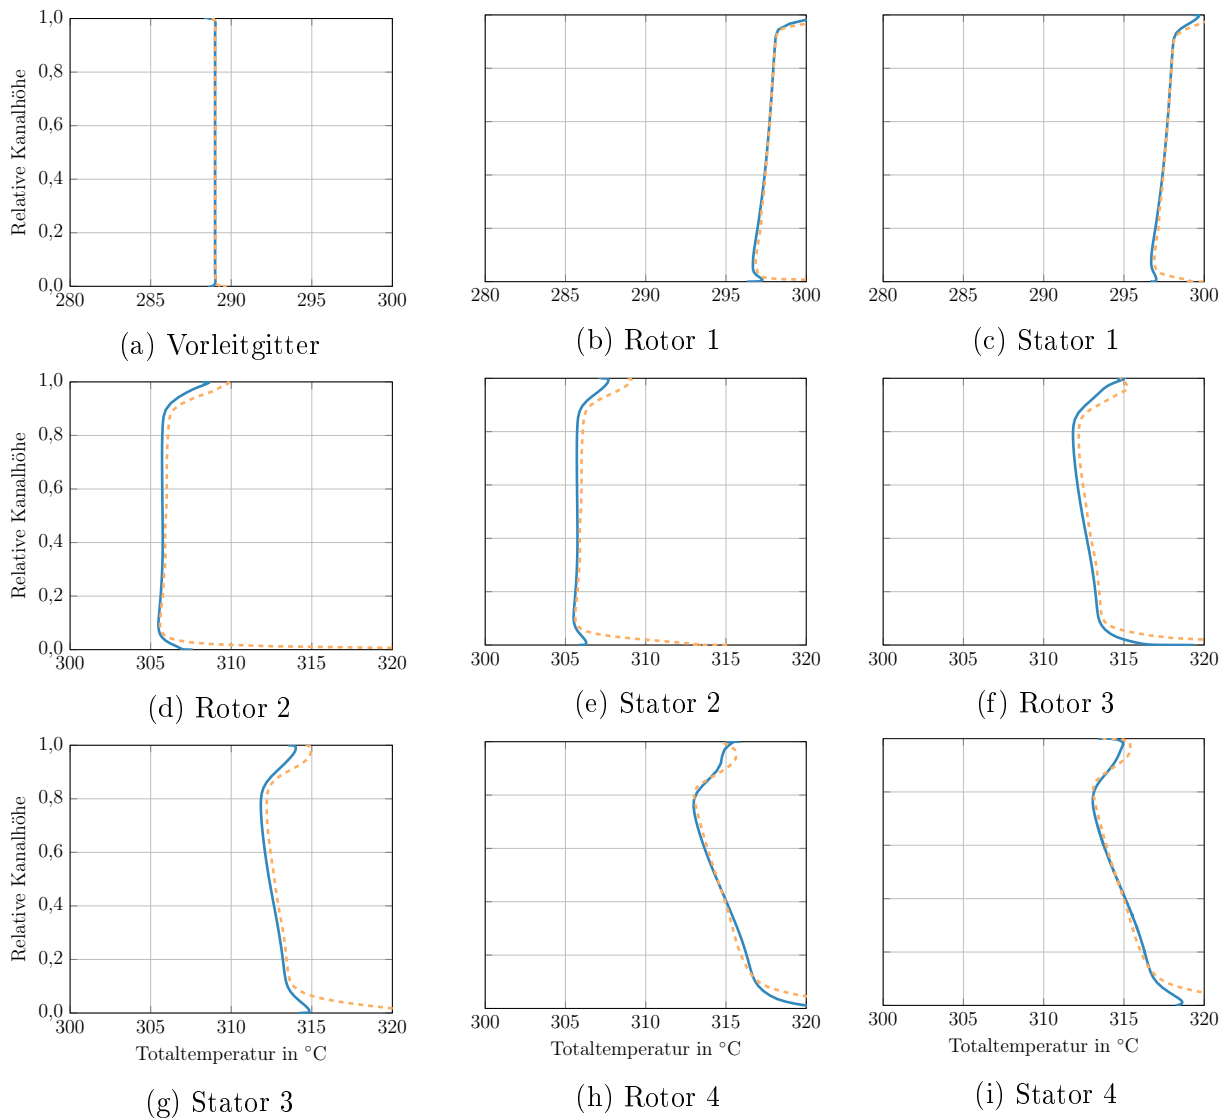 1,0
0,8
0,6
0,4
0,2
0,0
Relative Kanalhöhe
280 285 290 295 300
280 285 290 295 300
280 285 290 295 300
(a) Vorleitgitter
(b) Rotor 1
(c) Stator 1
1,0
0,8
0,6
0,4
0,2
0,0
Relative Kanalhöhe
300 305 310 315 320
300 305 310 315 320
300 305 310 315 320
(d) Rotor 2
(e) Stator 2
(f) Rotor 3
1,0
0,8
0,6
0,4
0,2
0,0
Relative Kanalhöhe
300 305 310 315 320
300 305 310 315 320
300 305 310 315 320
Totaltemperatur in °C
Totaltemperatur in °C
Totaltemperatur in °C
(g) Stator 3
(h) Rotor 4
(i) Stator 4